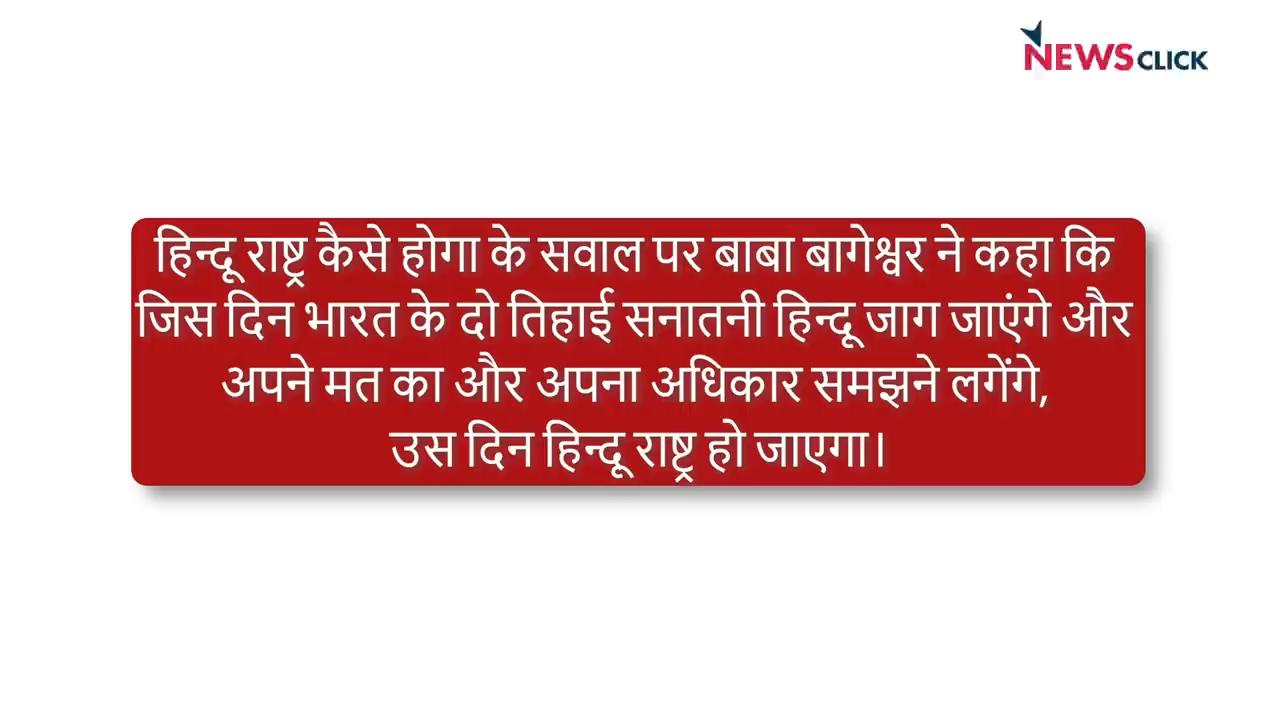 NEWSCLICK
हिन्दू राष्ट्र कैसे होगा के सवाल पर बाबा बागेश्वर ने कहा कि
जिस दिन भारत के दो तिहाई सनातनी हिन्दू जाग जाएंगे और
अपने मत का और अपना अधिकार समझने लगेंगे,
उस दिन हिन्दू राष्ट्र हो जाएगा।